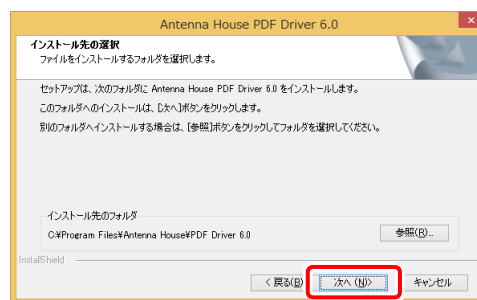 Antenna House PDF Driver 6.0
インストール先の選択
ファイルをインストールするフォルダを選択します。
セットアップは、次のフォルダに Antenna House PDF Driver 6.0 をインストールします。
このフォルダへのインストールは、[次へ]ボタンをクリックします。
別のフォルダへインストールする場合は、[参照]ボタンをクリックしてフォルダを選択してください。
インストール先のフォルダ
C:¥Program Files¥Antenna House¥PDF Driver 6.0
参照(R)...
InstallShield
< 戻る(B)
次へ (N)>
キャンセル